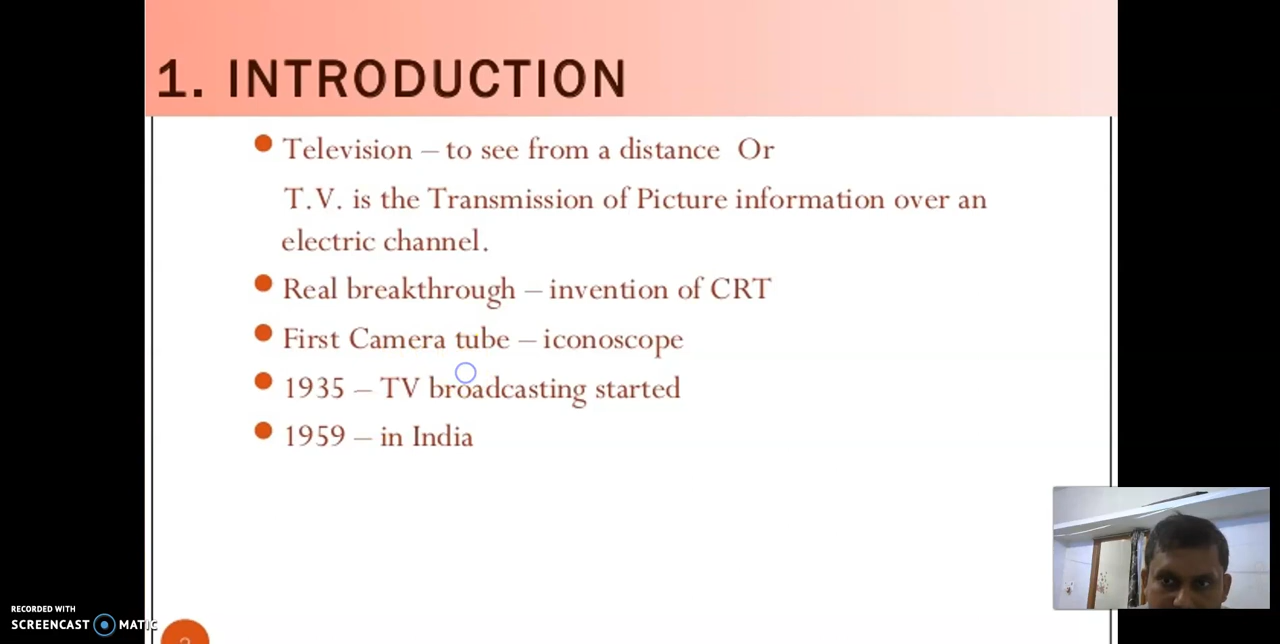 1. INTRODUCTION
Television – to see from a distance Or
T.V. is the Transmission of Picture information over an
electric channel.
Real breakthrough – invention of CRT
First Camera tube – iconoscope
1935 – TV broadcasting started
1959 – in India
RECORDED WITH
SCREENCAST MATIC